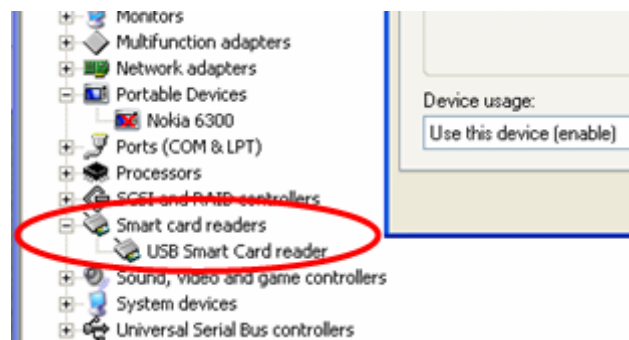 Monitors
Multifunction adapters
Network adapters
Portable Devices
Nokia 6300
Ports (COM & LPT)
Processors
SCSI and RAID controllers
Smart card readers
USB Smart Card reader
Sound, video and game controllers
System devices
Universal Serial Bus controllers
Device usage:
Use this device (enable)